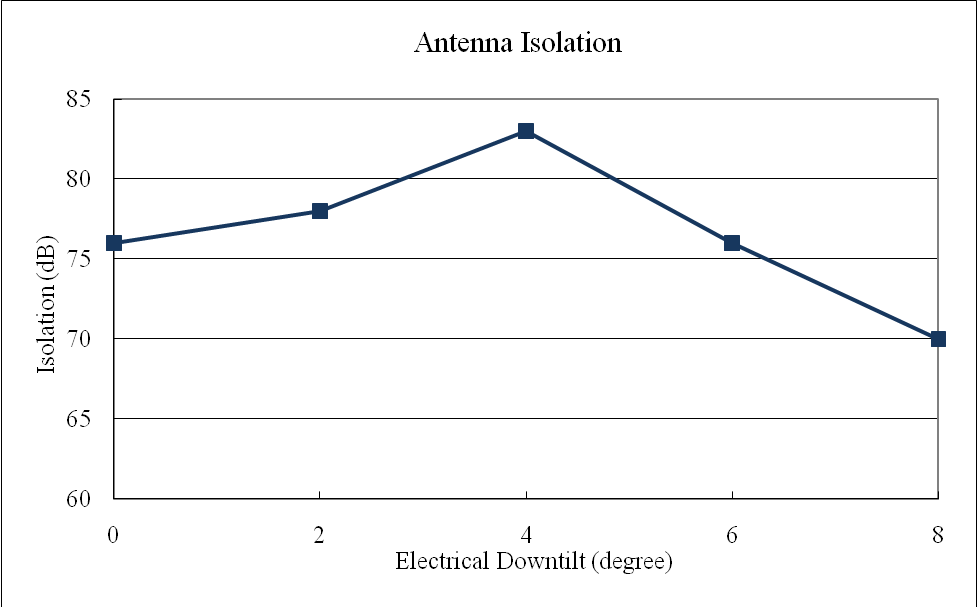 Antenna Isolation
85
80
75
70
65
60
Isolation (dB)
0 2 4 6 8
Electrical Downtilt (degree)